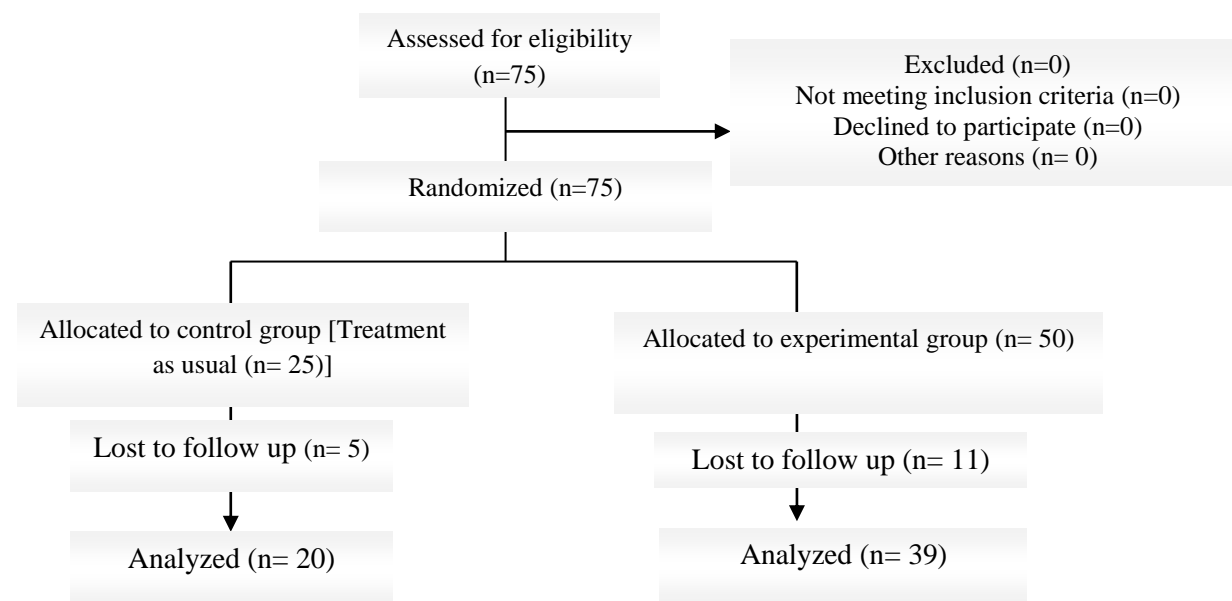 Assessed for eligibility
(n=75)
Excluded (n=0)
Not meeting inclusion criteria (n=0)
Declined to participate (n=0)
Other reasons (n= 0)
Randomized (n=75)
Allocated to control group [Treatment
as usual (n= 25)]
Allocated to experimental group (n= 50)
Lost to follow up (n= 5)
Lost to follow up (n= 11)
Analyzed (n= 20)
Analyzed (n= 39)